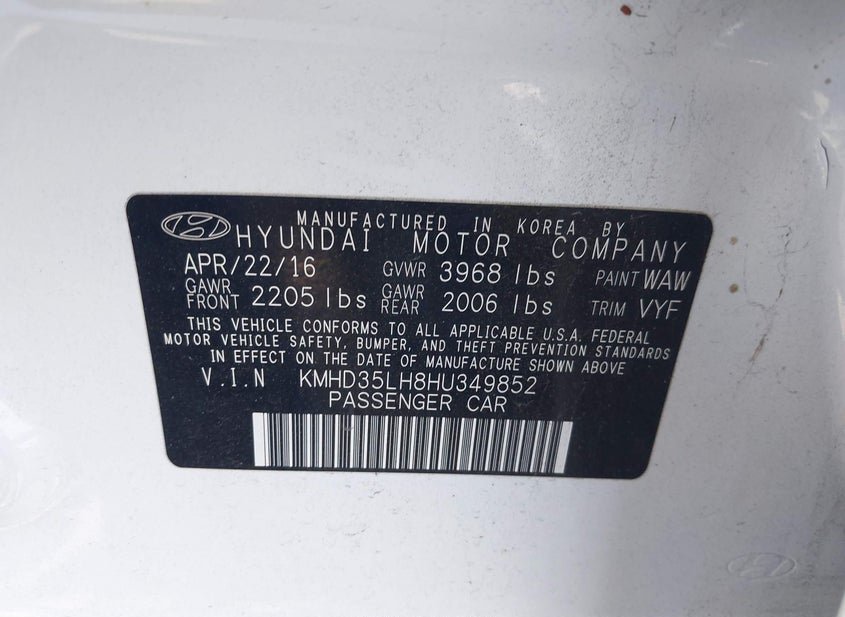 MANUFACTURED IN KOREA BY
HYUNDAI MOTOR COMPANY
APR/22/16 GVWR 3968 lbs PAINT WAW
GAWR FRONT 2205 lbs GAWR REAR 2006 lbs TRIM VYF
THIS VEHICLE CONFORMS TO ALL APPLICABLE U.S.A. FEDERAL
MOTOR VEHICLE SAFETY, BUMPER, AND THEFT PREVENTION STANDARDS
IN EFFECT ON THE DATE OF MANUFACTURE SHOWN ABOVE
V.I.N KMHD35LH8HU349852
PASSENGER CAR